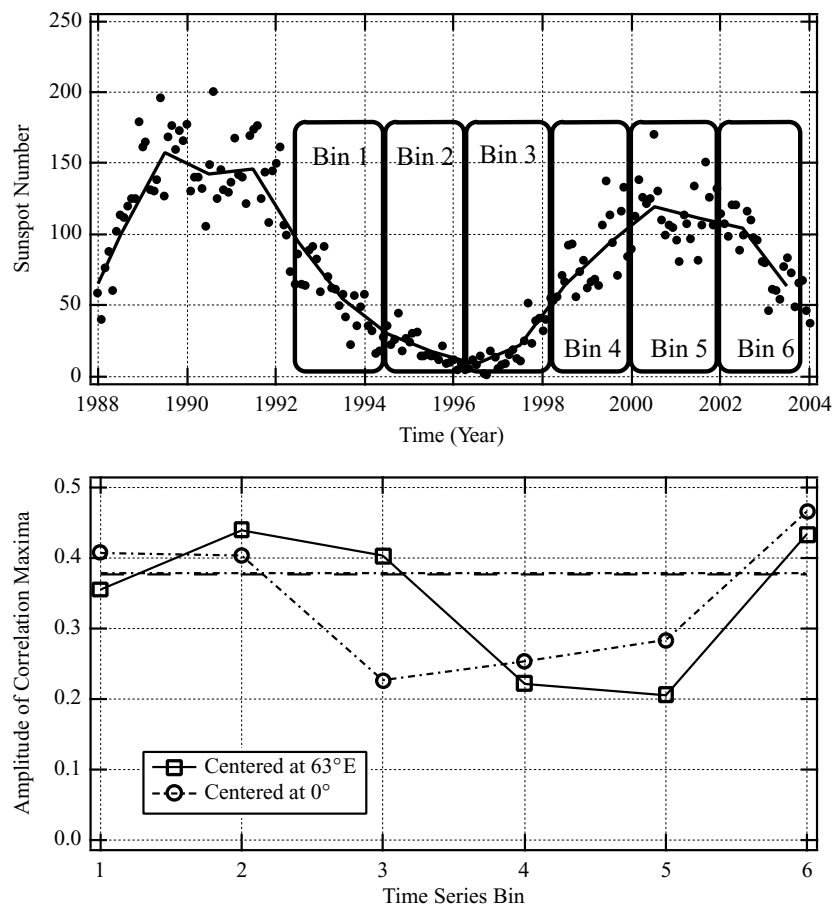 250
200
150
100
50
0
Sunspot Number
Bin 1
Bin 2
Bin 3
Bin 4
Bin 5
Bin 6
1988
1990
1992
1994
1996
1998
2000
2002
2004
Time (Year)
0.5
0.4
0.3
0.2
0.1
0.0
Amplitude of Correlation Maxima
Centered at 63°E
Centered at 0°
1
2
3
4
5
6
Time Series Bin